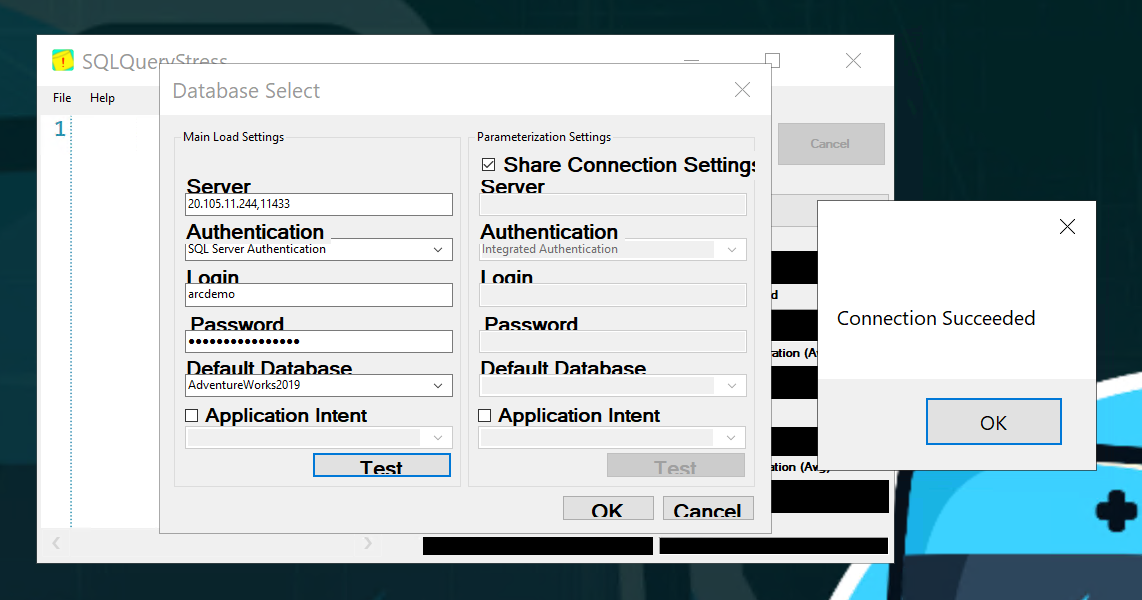 SQLQueryStress
File Help
1
Database Select
Main Load Settings
Server
20.105.11.244,11433
Authentication
SQL Server Authentication
Login
arcdemo
Password
••••••••••••••••
Default Database
AdventureWorks2019
Application Intent
Test
Parameterization Settings
Share Connection Settings
Server
Authentication
Integrated Authentication
Login
Password
Default Database
Application Intent
Test
OK Cancel
Cancel
d
ration (A
ation (Avg)
Connection Succeeded
OK